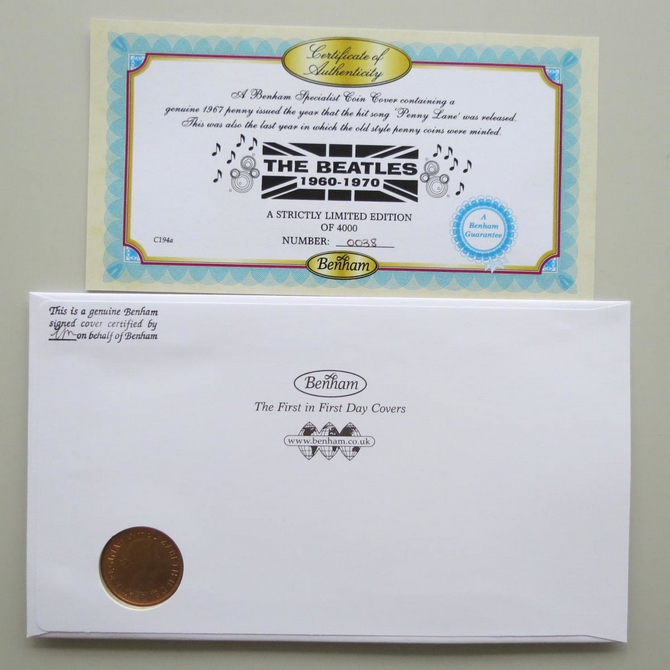 Certificate of
Authenticity
A Benham Specialist Coin Cover containing a
genuine 1967 penny issued the year that the hit song 'Penny Lane' was released.
This was also the last year in which the old style penny coins were minted.
THE BEATLES
1960-1970
A STRICTLY LIMITED EDITION
OF 4000
NUMBER: 0038
C194a
A
Benham
Guarantee
Benham
This is a genuine Benham
signed cover certified by
on behalf of Benham
Benham
The First in First Day Covers
www.benham.co.uk